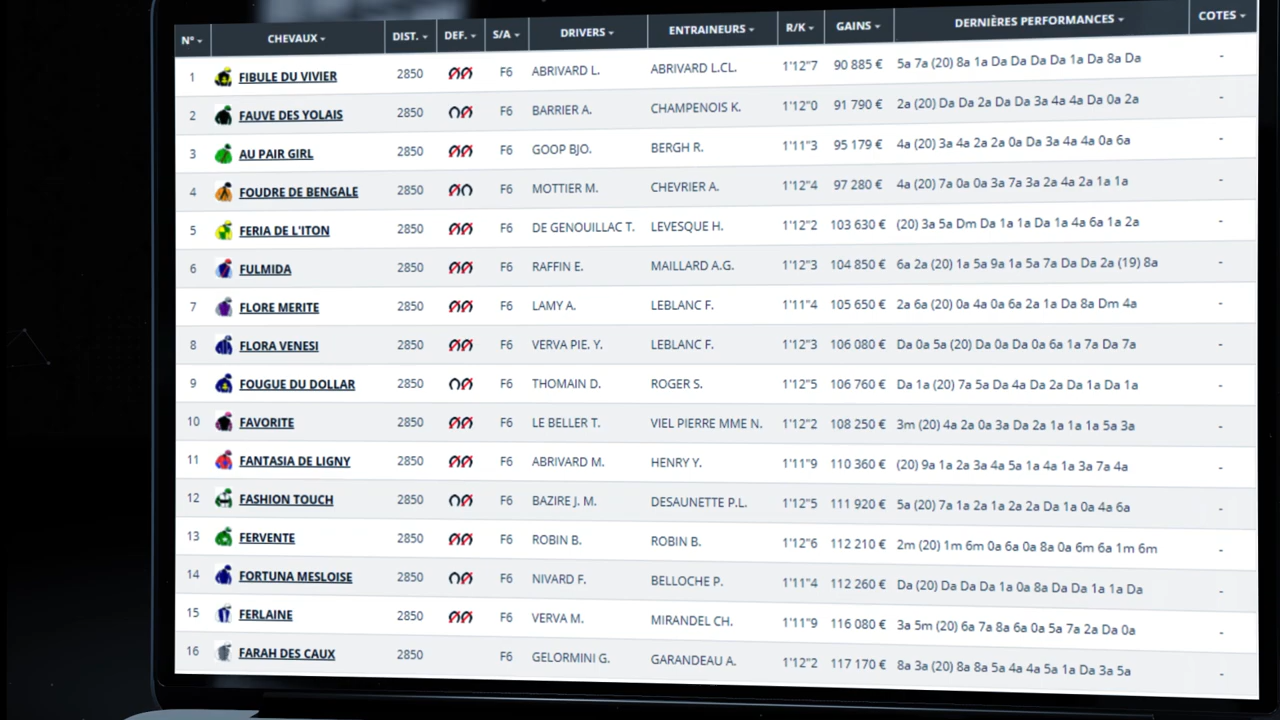 N° CHEVAUX DIST. DEF. S/A DRIVERS ENTRAINEURS R/K GAINS DERNIÈRES PERFORMANCES COTES
1 FIBULE DU VIVIER 2850 F6 ABRIVARD L. ABRIVARD L.CL. 1'12"7 90 885 € 5a 7a (20) 8a 1a Da Da Da Da 1a Da 8a Da -
2 FAUVE DES YOLAIS 2850 F6 BARRIER A. CHAMPENOIS K. 1'12"0 91 790 € 2a (20) Da Da 2a Da Da 3a 4a 4a Da 0a 2a -
3 AU PAIR GIRL 2850 F6 GOOP BJO. BERGH R. 1'11"3 95 179 € 4a (20) 3a 4a 2a 2a 0a Da 3a 4a 4a 0a 6a -
4 FOUDRE DE BENGALE 2850 F6 MOTTIER M. CHEVRIER A. 1'12"4 97 280 € 4a (20) 7a 0a 0a 3a 7a 3a 2a 4a 2a 1a 1a -
5 FERIA DE L'ITON 2850 F6 DE GENOUILLAC T. LEVESQUE H. 1'12"2 103 630 € (20) 3a 5a Dm Da 1a 1a Da 1a 4a 6a 1a 2a -
6 FULMIDA 2850 F6 RAFFIN E. MAILLARD A.G. 1'12"3 104 850 € 6a 2a (20) 1a 5a 9a 1a 5a 7a Da Da 2a (19) 8a -
7 FLORE MERITE 2850 F6 LAMY A. LEBLANC F. 1'11"4 105 650 € 2a 6a (20) 0a 4a 0a 6a 2a 1a Da 8a Dm 4a -
8 FLORA VENESI 2850 F6 VERVA PIE. Y. LEBLANC F. 1'12"3 106 080 € Da 0a 5a (20) Da 0a Da 0a 6a 1a 7a Da 7a -
9 FOUGUE DU DOLLAR 2850 F6 THOMAIN D. ROGER S. 1'12"5 106 760 € Da 1a (20) 7a 5a Da 4a Da 2a Da 1a Da 1a -
10 FAVORITE 2850 F6 LE BELLER T. VIEL PIERRE MME N. 1'12"2 108 250 € 3m (20) 4a 2a 0a 3a Da 2a 1a 1a 1a 5a 3a -
11 FANTASIA DE LIGNY 2850 F6 ABRIVARD M. HENRY Y. 1'11"9 110 360 € (20) 9a 1a 2a 3a 4a 5a 1a 4a 1a 3a 7a 4a -
12 FASHION TOUCH 2850 F6 BAZIRE J. M. DESAUNETTE P.L. 1'12"5 111 920 € 5a (20) 7a 1a 2a 1a 2a 2a Da 1a 0a 4a 6a -
13 FERVENTE 2850 F6 ROBIN B. ROBIN B. 1'12"6 112 210 € 2m (20) 1m 6m 0a 6a 0a 8a 0a 6m 6a 1m 6m -
14 FORTUNA MESLOISE 2850 F6 NIVARD F. BELLOCHE P. 1'11"4 112 260 € Da (20) Da Da Da 1a 0a 8a Da Da 1a 1a Da -
15 FERLAINE 2850 F6 VERVA M. MIRANDEL CH. 1'11"9 116 080 € 3a 5m (20) 6a 7a 8a 6a 0a 5a 7a 2a Da 0a -
16 FARAH DES CAUX 2850 F6 GELORMINI G. GARANDEAU A. 1'12"2 117 170 € 8a 3a (20) 8a 8a 5a 4a 4a 5a 1a Da 3a 5a -